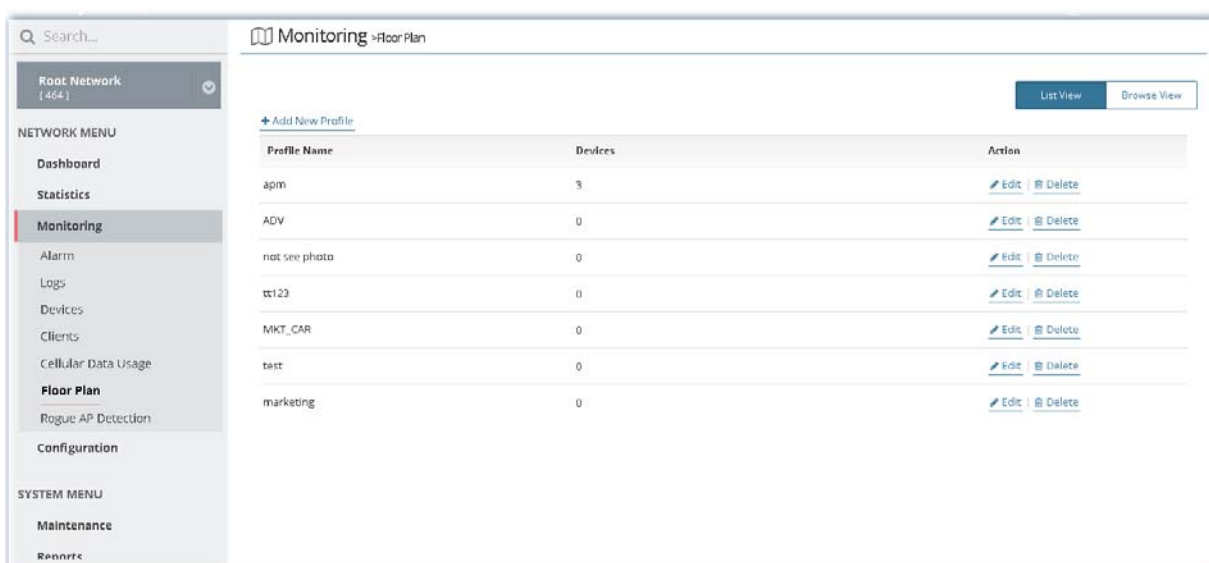 Search...
Monitoring >Floor Plan
Root Network
[ 464 ]
List View
Browse View
+ Add New Profile
NETWORK MENU
Profile Name Devices Action
Dashboard
apm 3 Edit | Delete
Statistics
ADV 0 Edit | Delete
Monitoring
not see photo 0 Edit | Delete
Alarm
Logs
tt123 0 Edit | Delete
Devices
MKT_CAR 0 Edit | Delete
Clients
Cellular Data Usage
test 0 Edit | Delete
Floor Plan
marketing 0 Edit | Delete
Rogue AP Detection
Configuration
SYSTEM MENU
Maintenance
Reports